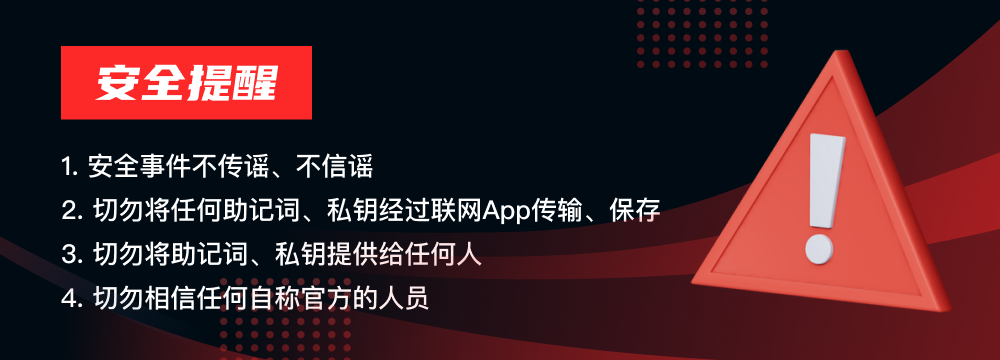 安全提醒
1. 安全事件不传谣、不信谣
2. 切勿将任何助记词、私钥经过联网App传输、保存
3. 切勿将助记词、私钥提供给任何人
4. 切勿相信任何自称官方的人员